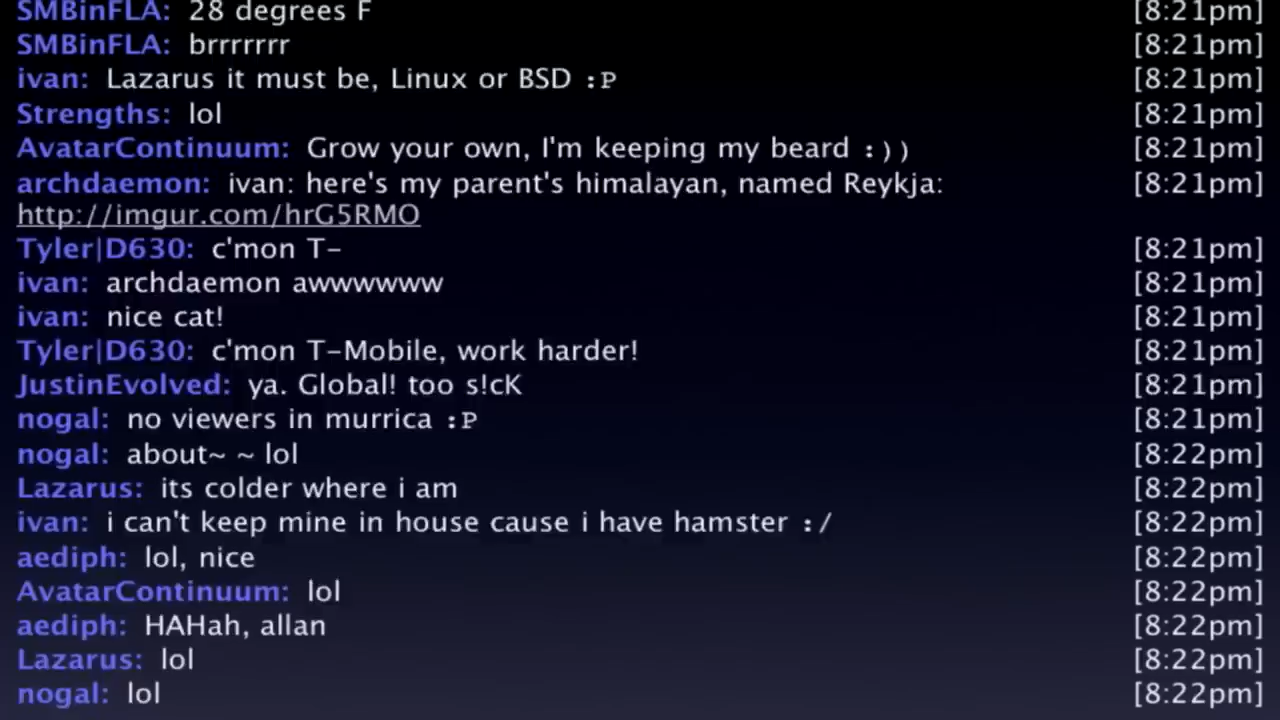 SMBinFLA: 28 degrees F [8:21pm]
SMBinFLA: brrrrrrr [8:21pm]
ivan: Lazarus it must be, Linux or BSD :P [8:21pm]
Strengths: lol [8:21pm]
AvatarContinuum: Grow your own, I'm keeping my beard :)) [8:21pm]
archdaemon: ivan: here's my parent's himalayan, named Reykja: [8:21pm]
http://imgur.com/hrG5RMO
Tyler|D630: c'mon T- [8:21pm]
ivan: archdaemon awwwwww [8:21pm]
ivan: nice cat! [8:21pm]
Tyler|D630: c'mon T-Mobile, work harder! [8:21pm]
JustinEvolved: ya. Global! too s!cK [8:21pm]
nogal: no viewers in murrica :P [8:21pm]
nogal: about~ ~ lol [8:22pm]
Lazarus: its colder where i am [8:22pm]
ivan: i can't keep mine in house cause i have hamster :/ [8:22pm]
aediph: lol, nice [8:22pm]
AvatarContinuum: lol [8:22pm]
aediph: HAHah, allan [8:22pm]
Lazarus: lol [8:22pm]
nogal: lol [8:22pm]